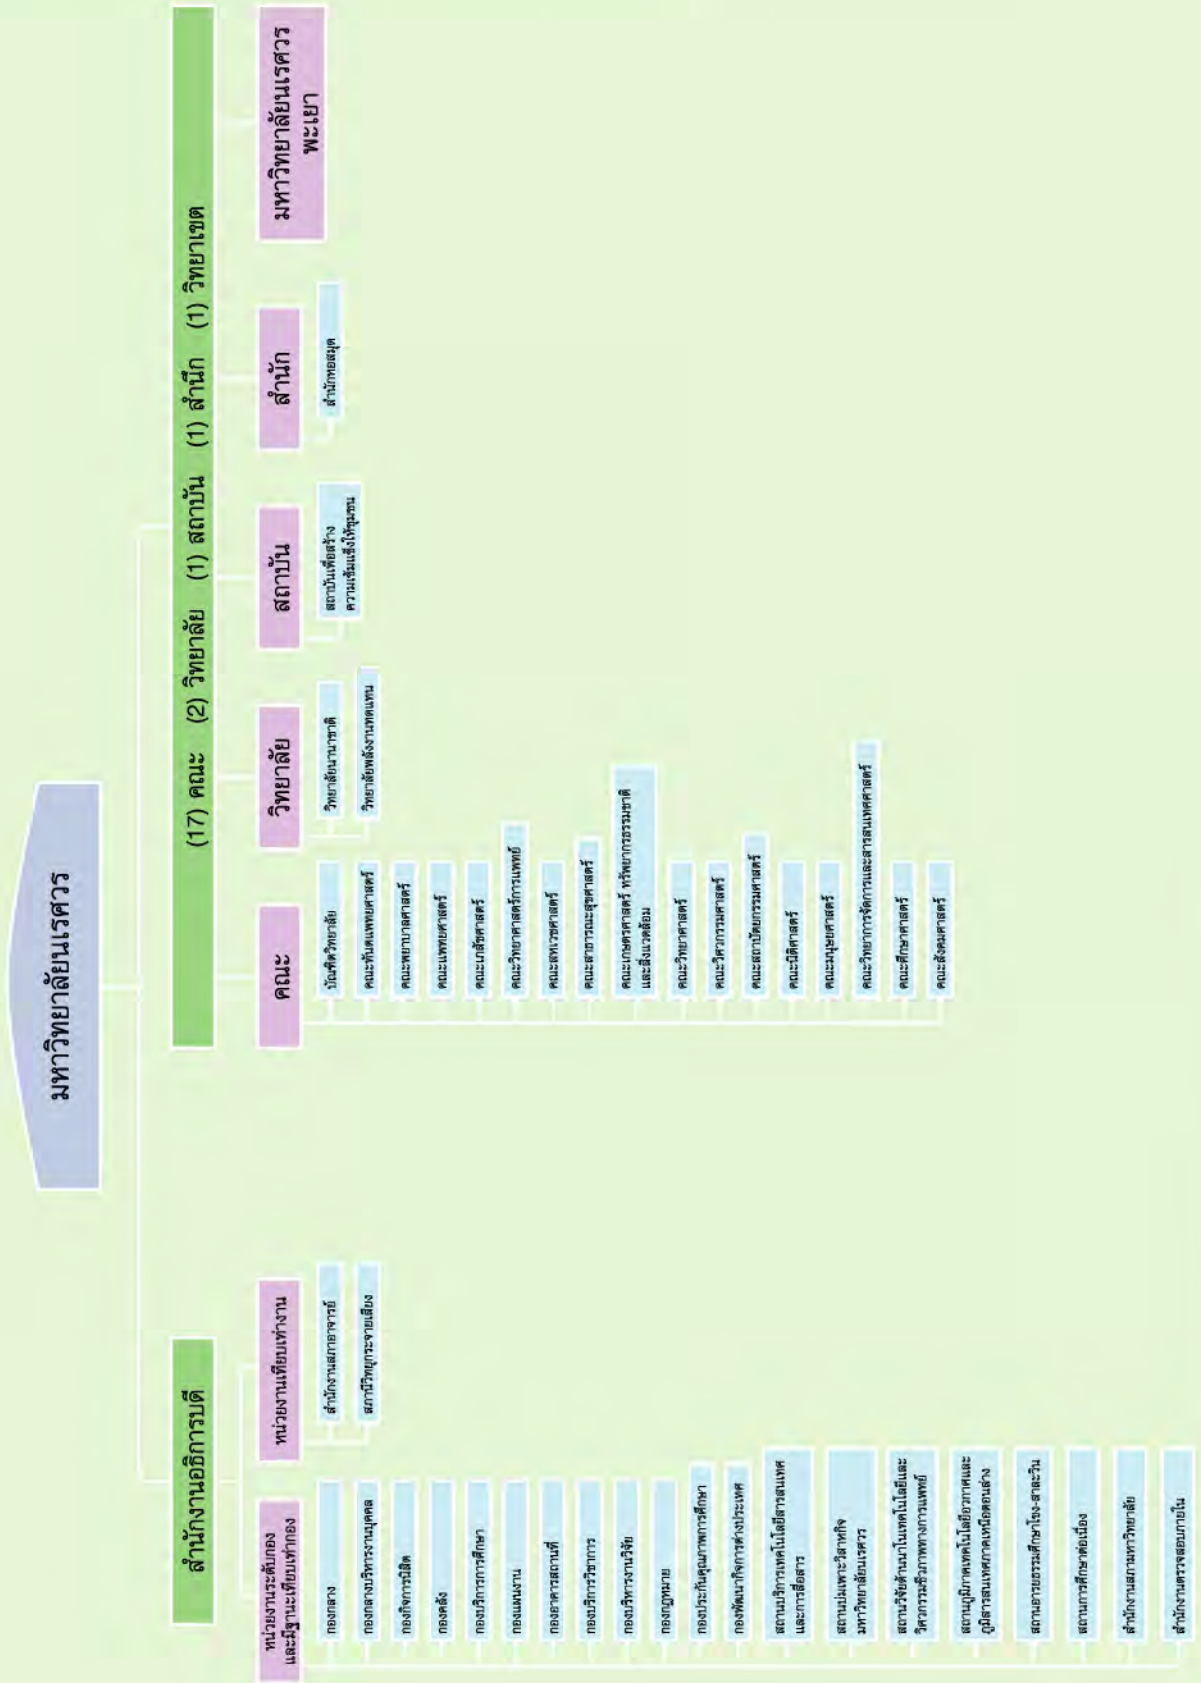 มหาวิทยาลัยนเรศวร
สำนักงานอธิการบดี
หน่วยงานระดับกอง
และมีฐานะเทียบเท่ากอง
กองกลาง
กองกลางบริหารงานบุคคล
กองกิจการนิสิต
กองคลัง
กองบริการการศึกษา
กองแผนงาน
กองอาคารสถานที่
กองบริการวิชาการ
กองบริหารงานวิจัย
กองกฎหมาย
กองประกันคุณภาพการศึกษา
กองพัฒนากิจการต่างประเทศ
สถานบริการเทคโนโลยีสารสนเทศ
และการสื่อสาร
สถานบ่มเพาะวิสาหกิจ
มหาวิทยาลัยนเรศวร
สถานวิจัยด้านนาโนเทคโนโลยีและ
วิศวกรรมชีวภาพทางการแพทย์
สถานภูมิภาคเทคโนโลยีอวกาศและ
ภูมิสารสนเทศภาคเหนือตอนล่าง
สถานอารยธรรมศึกษาโขง-สาละวิน
สถานการศึกษาต่อเนื่อง
สำนักงานสภามหาวิทยาลัย
สำนักงานตรวจสอบภายใน
หน่วยงานเทียบเท่างาน
สำนักงานสภาอาจารย์
สถานีวิทยุกระจายเสียง
(17) คณะ (2) วิทยาลัย (1) สถาบัน (1) สำนึก (1) วิทยาเขต
คณะ
บัณฑิตวิทยาลัย
คณะทันตแพทยศาสตร์
คณะพยาบาลศาสตร์
คณะแพทยศาสตร์
คณะเภสัชศาสตร์
คณะวิทยาศาสตร์การแพทย์
คณะสหเวชศาสตร์
คณะสาธารณะสุขศาสตร์
คณะเกษตรศาสตร์ ทรัพยากรธรรมชาติ
และสิ่งแวดล้อม
คณะวิทยาศาสตร์
คณะวิศวกรรมศาสตร์
คณะสถาปัตยกรรมศาสตร์
คณะนิติศาสตร์
คณะมนุษยศาสตร์
คณะวิทยาการจัดการและสารสนเทศศาสตร์
คณะศึกษาศาสตร์
คณะสังคมศาสตร์
วิทยาลัย
วิทยาลัยนานาชาติ
วิทยาลัยพลังงานทดแทน
สถาบัน
สถาบันเพื่อสร้าง
ความเข้มแข็งให้ชุมชน
สำนัก
สำนักหอสมุด
มหาวิทยาลัยนเรศวร
พะเยา